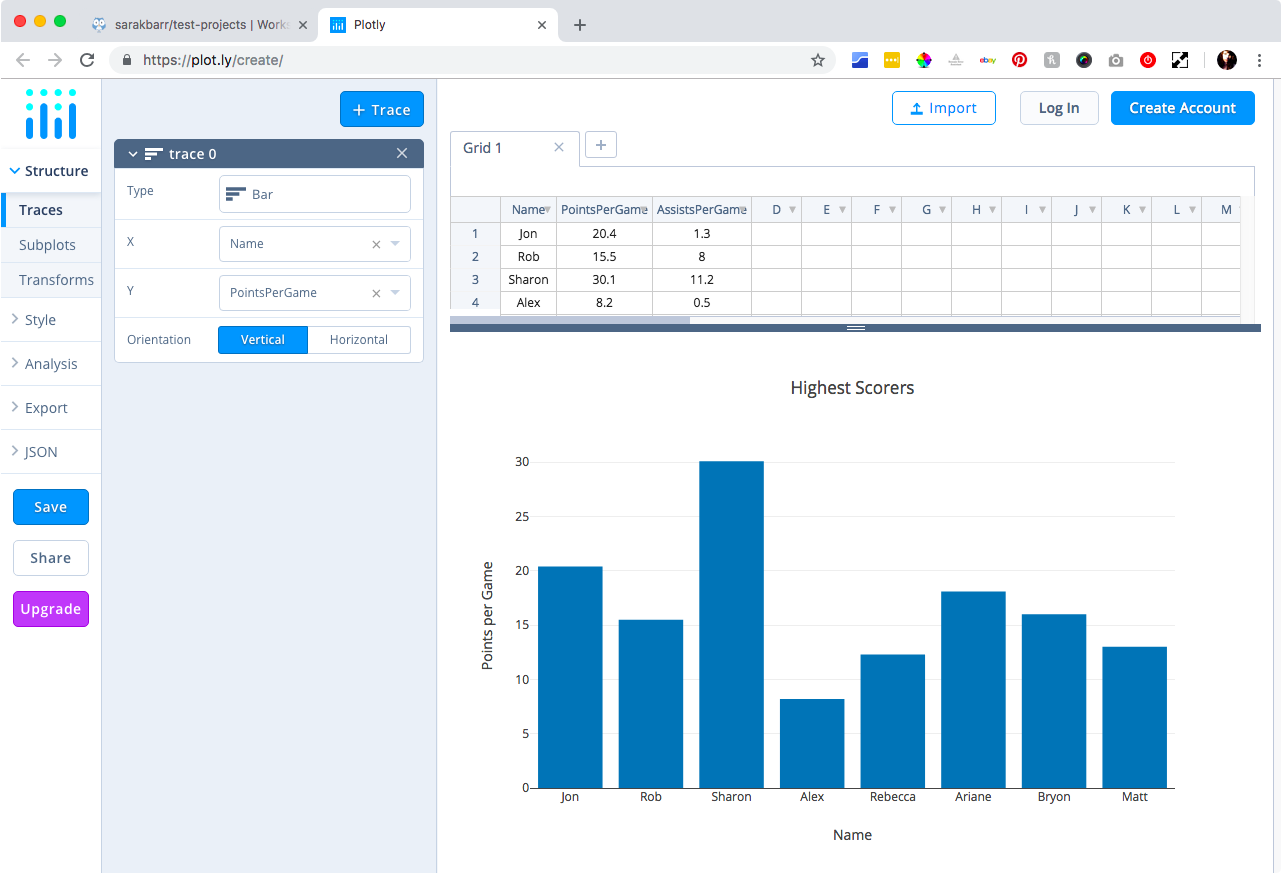 sarakbarr/test-projects | Works
Plotly
https://plot.ly/create/
ebay
+ Trace
Import
Log In
Create Account
trace 0
Grid 1
+
Structure
Type
Bar
Traces
Subplots
Transforms
X
Name
Y
PointsPerGame
Orientation
Vertical
Horizontal
Style
Analysis
Export
JSON
Save
Share
Upgrade
Name PointsPerGame AssistsPerGame D E F G H I J K L M
1 Jon 20.4 1.3
2 Rob 15.5 8
3 Sharon 30.1 11.2
4 Alex 8.2 0.5
Highest Scorers
30
25
20
15
10
5
0
Points per Game
Jon Rob Sharon Alex Rebecca Ariane Bryon Matt
Name